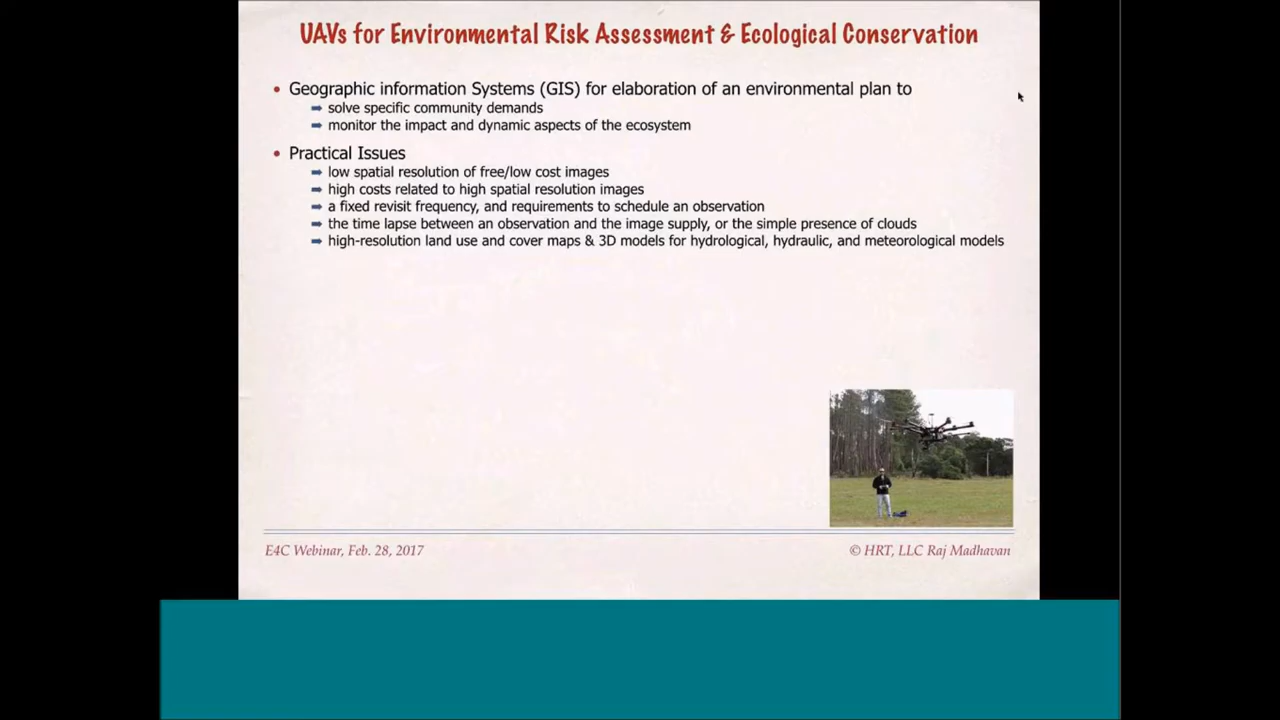 UAVs for Environmental Risk Assessment & Ecological Conservation
• Geographic information Systems (GIS) for elaboration of an environmental plan to
➡ solve specific community demands
➡ monitor the impact and dynamic aspects of the ecosystem
• Practical Issues
➡ low spatial resolution of free/low cost images
➡ high costs related to high spatial resolution images
➡ a fixed revisit frequency, and requirements to schedule an observation
➡ the time lapse between an observation and the image supply, or the simple presence of clouds
➡ high-resolution land use and cover maps & 3D models for hydrological, hydraulic, and meteorological models
E4C Webinar, Feb. 28, 2017
© HRT, LLC Raj Madhavan